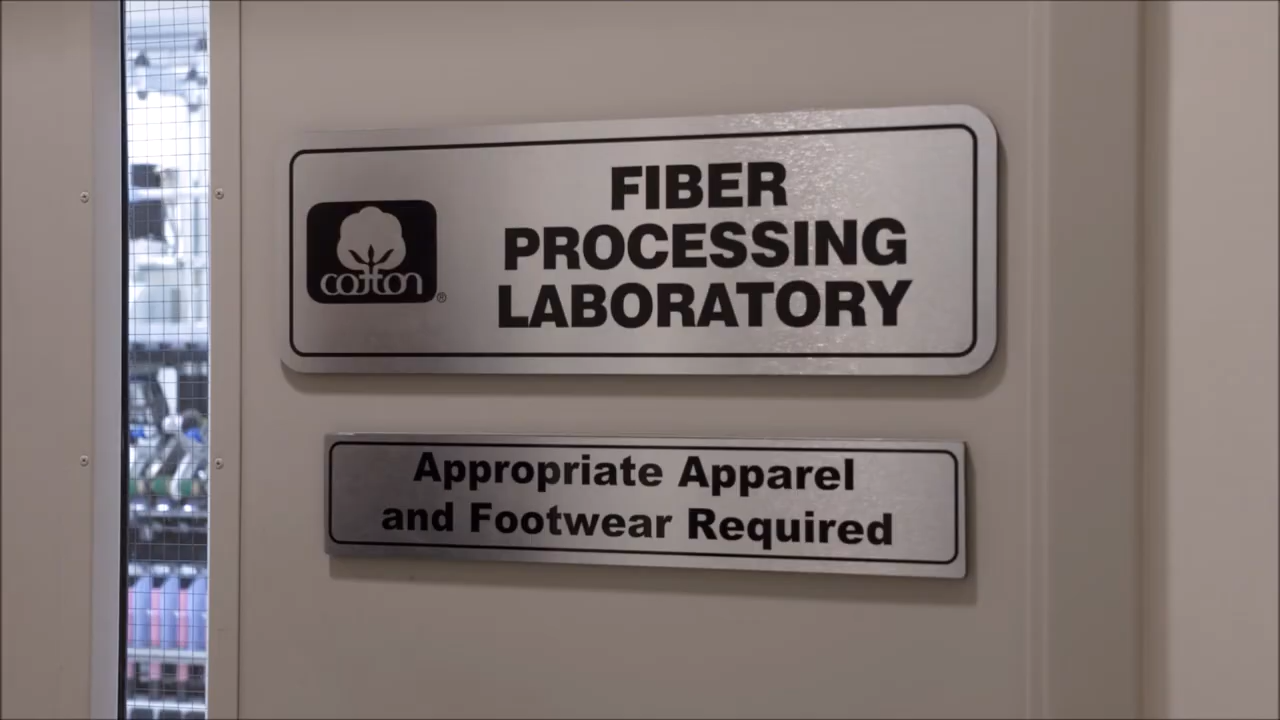 FIBER
PROCESSING
LABORATORY
cotton®
Appropriate Apparel
and Footwear Required